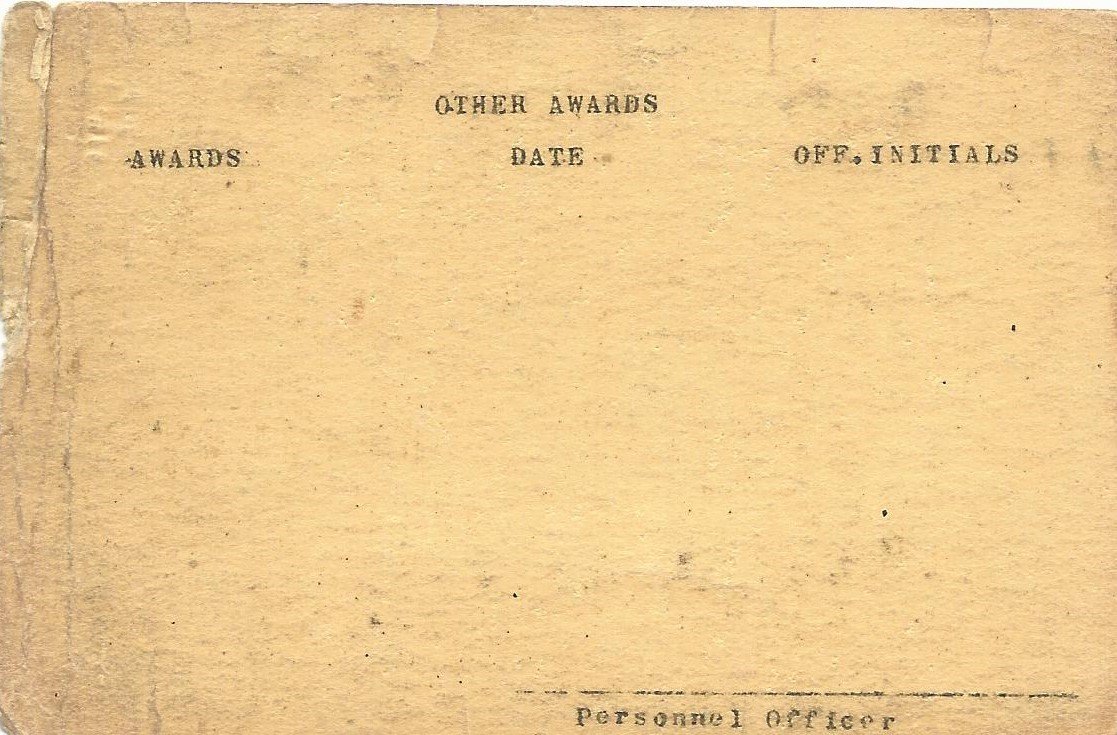 OTHER AWARDS
AWARDS DATE OFF. INITIALS
Personnel Officer